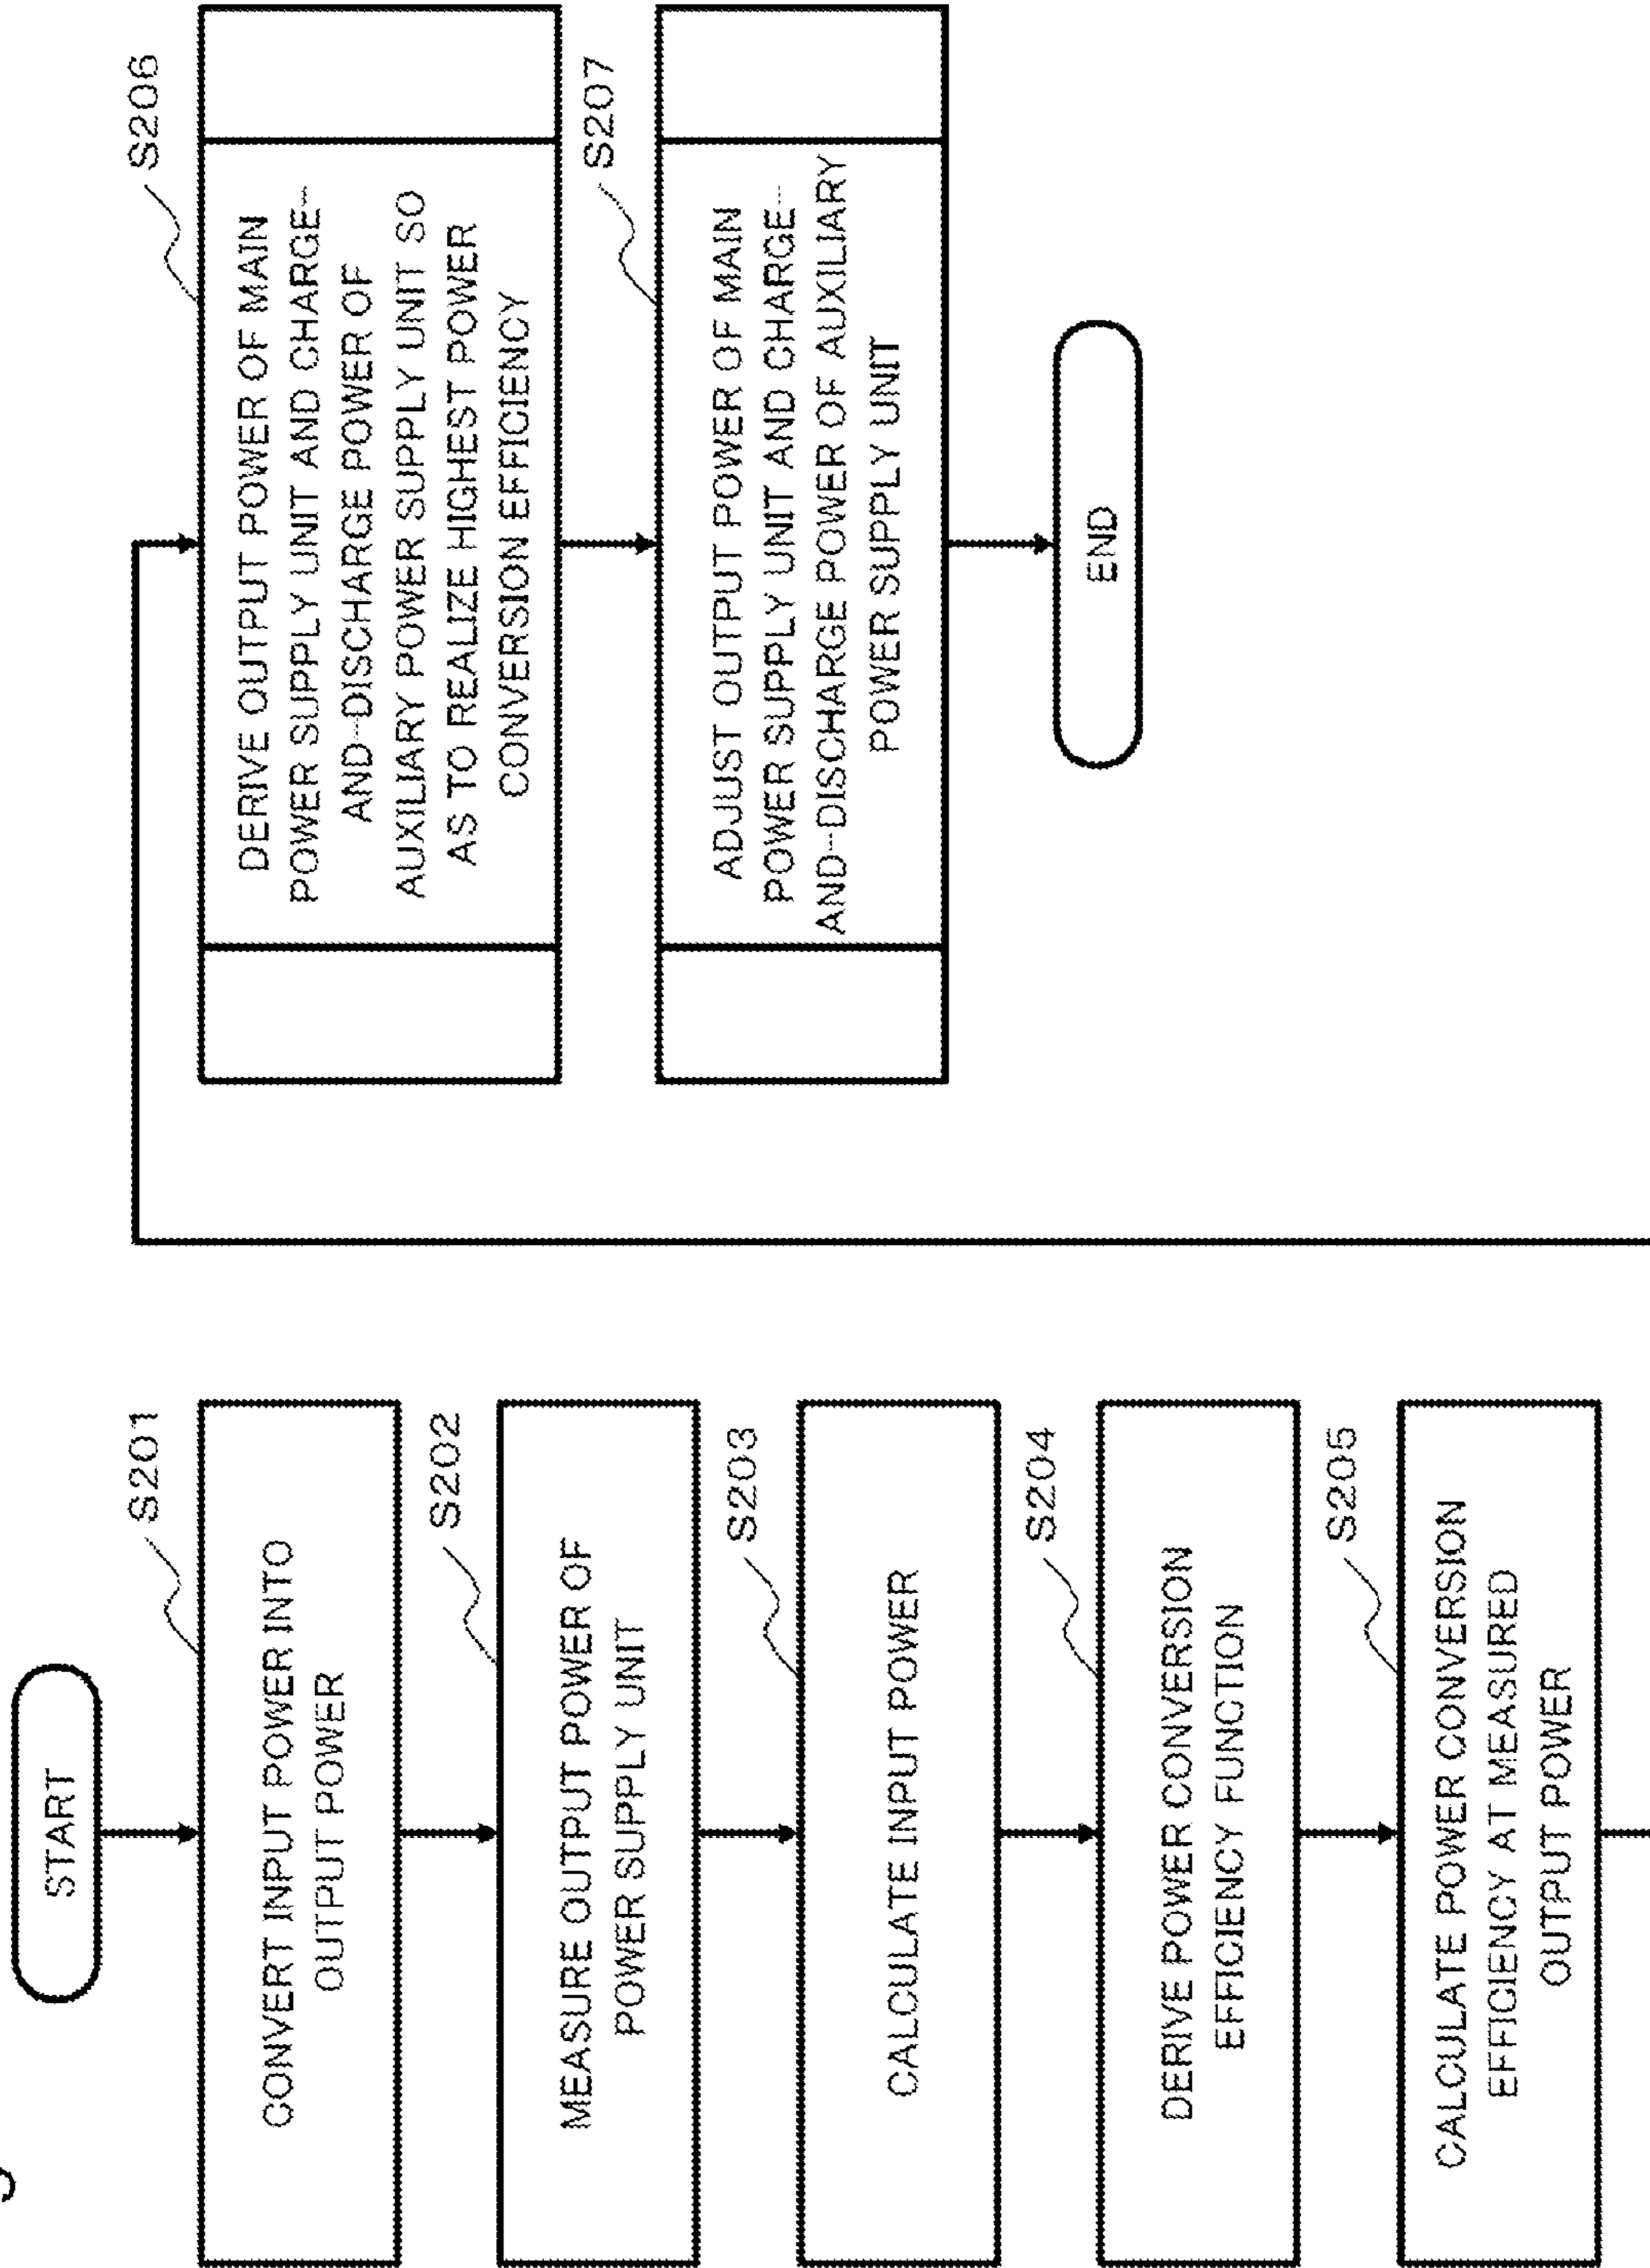 START
S201
CONVERT INPUT POWER INTO
OUTPUT POWER
S202
MEASURE OUTPUT POWER OF
POWER SUPPLY UNIT
S203
CALCULATE INPUT POWER
S204
DERIVE POWER CONVERSION
EFFICIENCY FUNCTION
S205
CALCULATE POWER CONVERSION
EFFICIENCY AT MEASURED
OUTPUT POWER
S206
DERIVE OUTPUT POWER OF MAIN
POWER SUPPLY UNIT AND CHARGE-
AND-DISCHARGE POWER OF
AUXILIARY POWER SUPPLY UNIT SO
AS TO REALIZE HIGHEST POWER
CONVERSION EFFICIENCY
S207
ADJUST OUTPUT POWER OF MAIN
POWER SUPPLY UNIT AND CHARGE-
AND-DISCHARGE POWER OF AUXILIARY
POWER SUPPLY UNIT
END